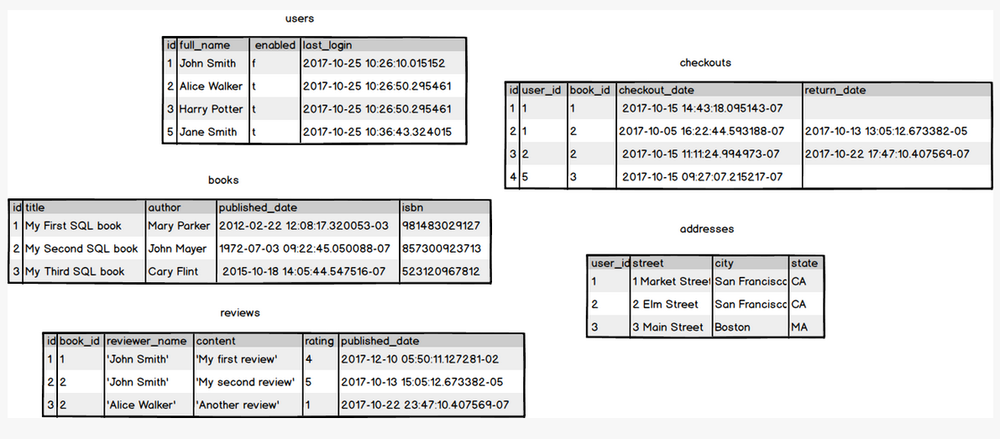 users
id full_name enabled last_login
1 John Smith f 2017-10-25 10:26:10.015152
2 Alice Walker t 2017-10-25 10:26:50.295461
3 Harry Potter t 2017-10-25 10:26:50.295461
5 Jane Smith t 2017-10-25 10:36:43.324015
checkouts
id user_id book_id checkout_date return_date
1 1 1 2017-10-15 14:43:18.095143-07
2 1 2 2017-10-05 16:22:44.593188-07 2017-10-13 13:05:12.673382-05
3 2 2 2017-10-15 11:11:24.994973-07 2017-10-22 17:47:10.407569-07
4 5 3 2017-10-15 09:27:07.215217-07
books
id title author published_date isbn
1 My First SQL book Mary Parker 2012-02-22 12:08:17.320053-03 981483029127
2 My Second SQL book John Mayer 1972-07-03 09:22:45.050088-07 857300923713
3 My Third SQL book Cary Flint 2015-10-18 14:05:44.547516-07 523120967812
addresses
user_id street city state
1 1 Market Street San Francisco CA
2 2 Elm Street San Francisco CA
3 3 Main Street Boston MA
reviews
id book_id reviewer_name content rating published_date
1 1 'John Smith' 'My first review' 4 2017-12-10 05:50:11.127281-02
2 2 'John Smith' 'My second review' 5 2017-10-13 15:05:12.673382-05
3 2 'Alice Walker' 'Another review' 1 2017-10-22 23:47:10.407569-07